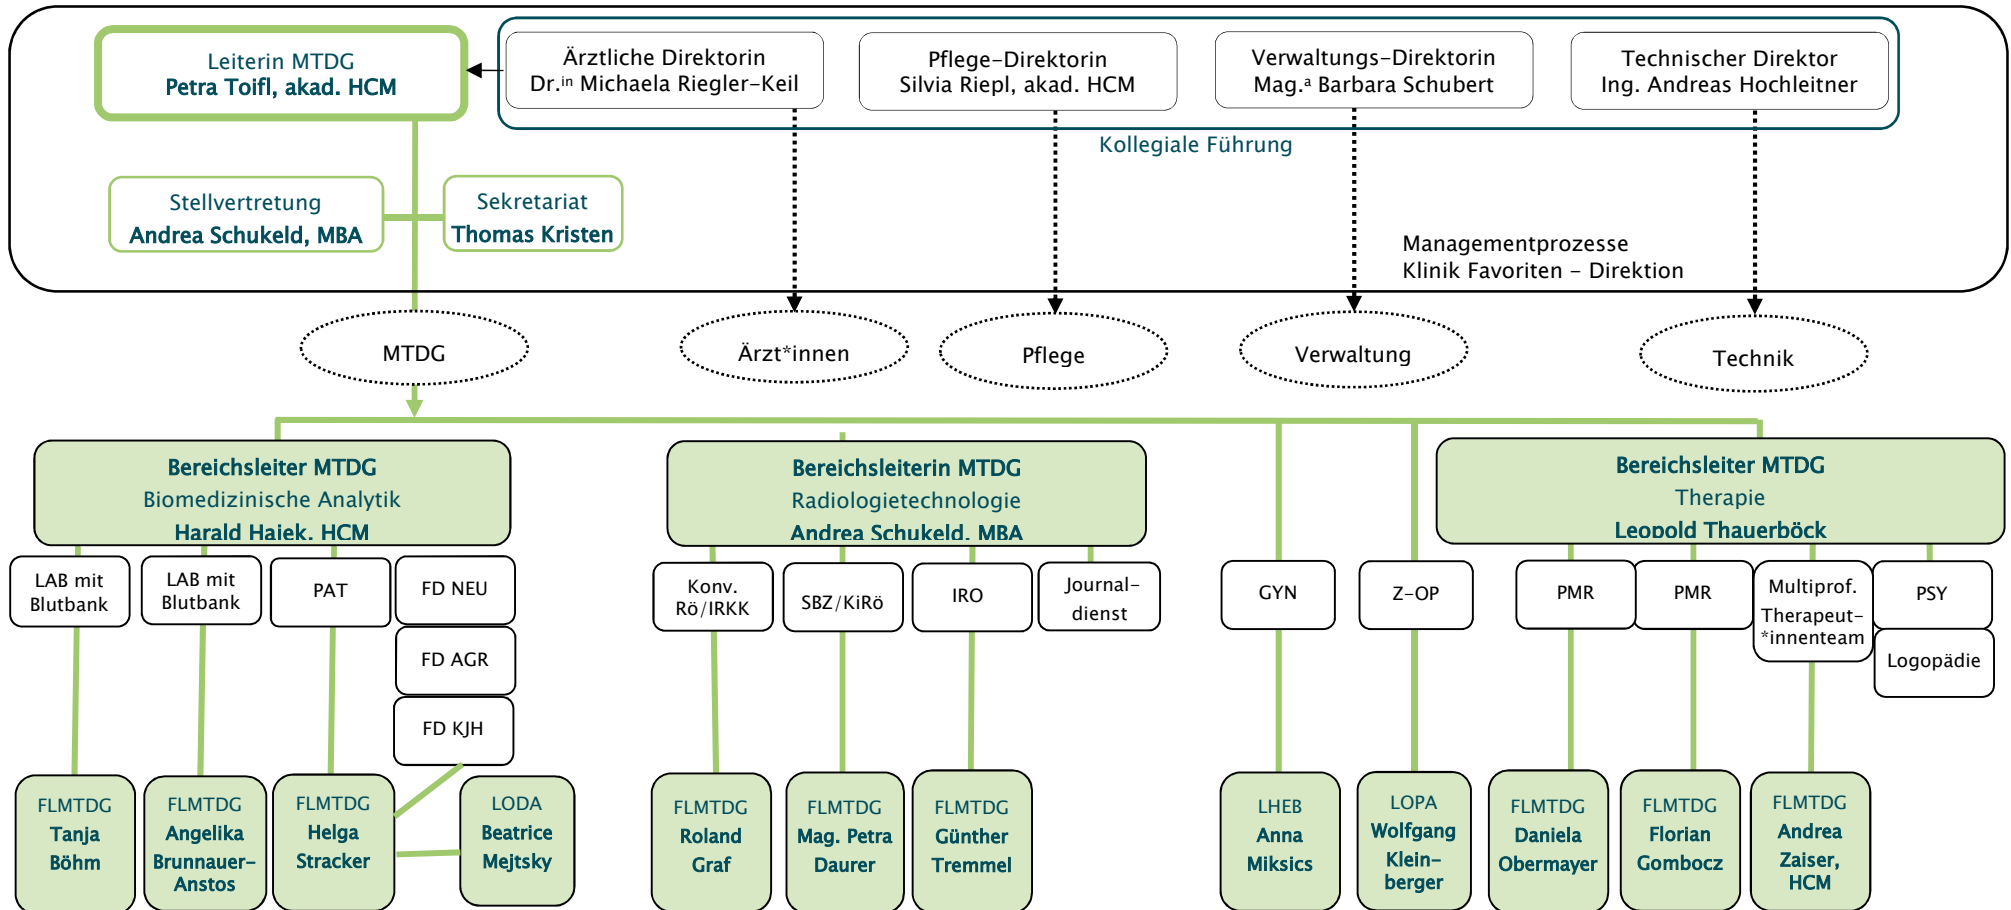 Leiterin MTDG
Petra Toifl, akad. HCM
Ärztliche Direktorin
Dr.ⁱⁿ Michaela Riegler-Keil
Pflege-Direktorin
Silvia Riepl, akad. HCM
Verwaltungs-Direktorin
Mag.ᵃ Barbara Schubert
Technischer Direktor
Ing. Andreas Hochleitner
Kollegiale Führung
Stellvertretung
Andrea Schukeld, MBA
Sekretariat
Thomas Kristen
Managementprozesse
Klinik Favoriten - Direktion
MTDG
Ärzt*innen
Pflege
Verwaltung
Technik
Bereichsleiter MTDG
Biomedizinische Analytik
Harald Hajek, HCM
Bereichsleiterin MTDG
Radiologietechnologie
Andrea Schukeld, MBA
Bereichsleiter MTDG
Therapie
Leopold Thauerböck
LAB mit
Blutbank
LAB mit
Blutbank
PAT
FD NEU
FD AGR
FD KJH
Konv.
Rö/IRKK
SBZ/KiRö
IRO
Journal-
dienst
GYN
Z-OP
PMR
PMR
Multiprof.
Therapeut-
*innenteam
PSY
Logopädie
FLMTDG
Tanja
Böhm
FLMTDG
Angelika
Brunnauer-
Anstos
FLMTDG
Helga
Stracker
LODA
Beatrice
Mejtsky
FLMTDG
Roland
Graf
FLMTDG
Mag. Petra
Daurer
FLMTDG
Günther
Tremmel
LHEB
Anna
Miksics
LOPA
Wolfgang
Klein-
berger
FLMTDG
Daniela
Obermayer
FLMTDG
Florian
Gombocz
FLMTDG
Andrea
Zaiser,
HCM